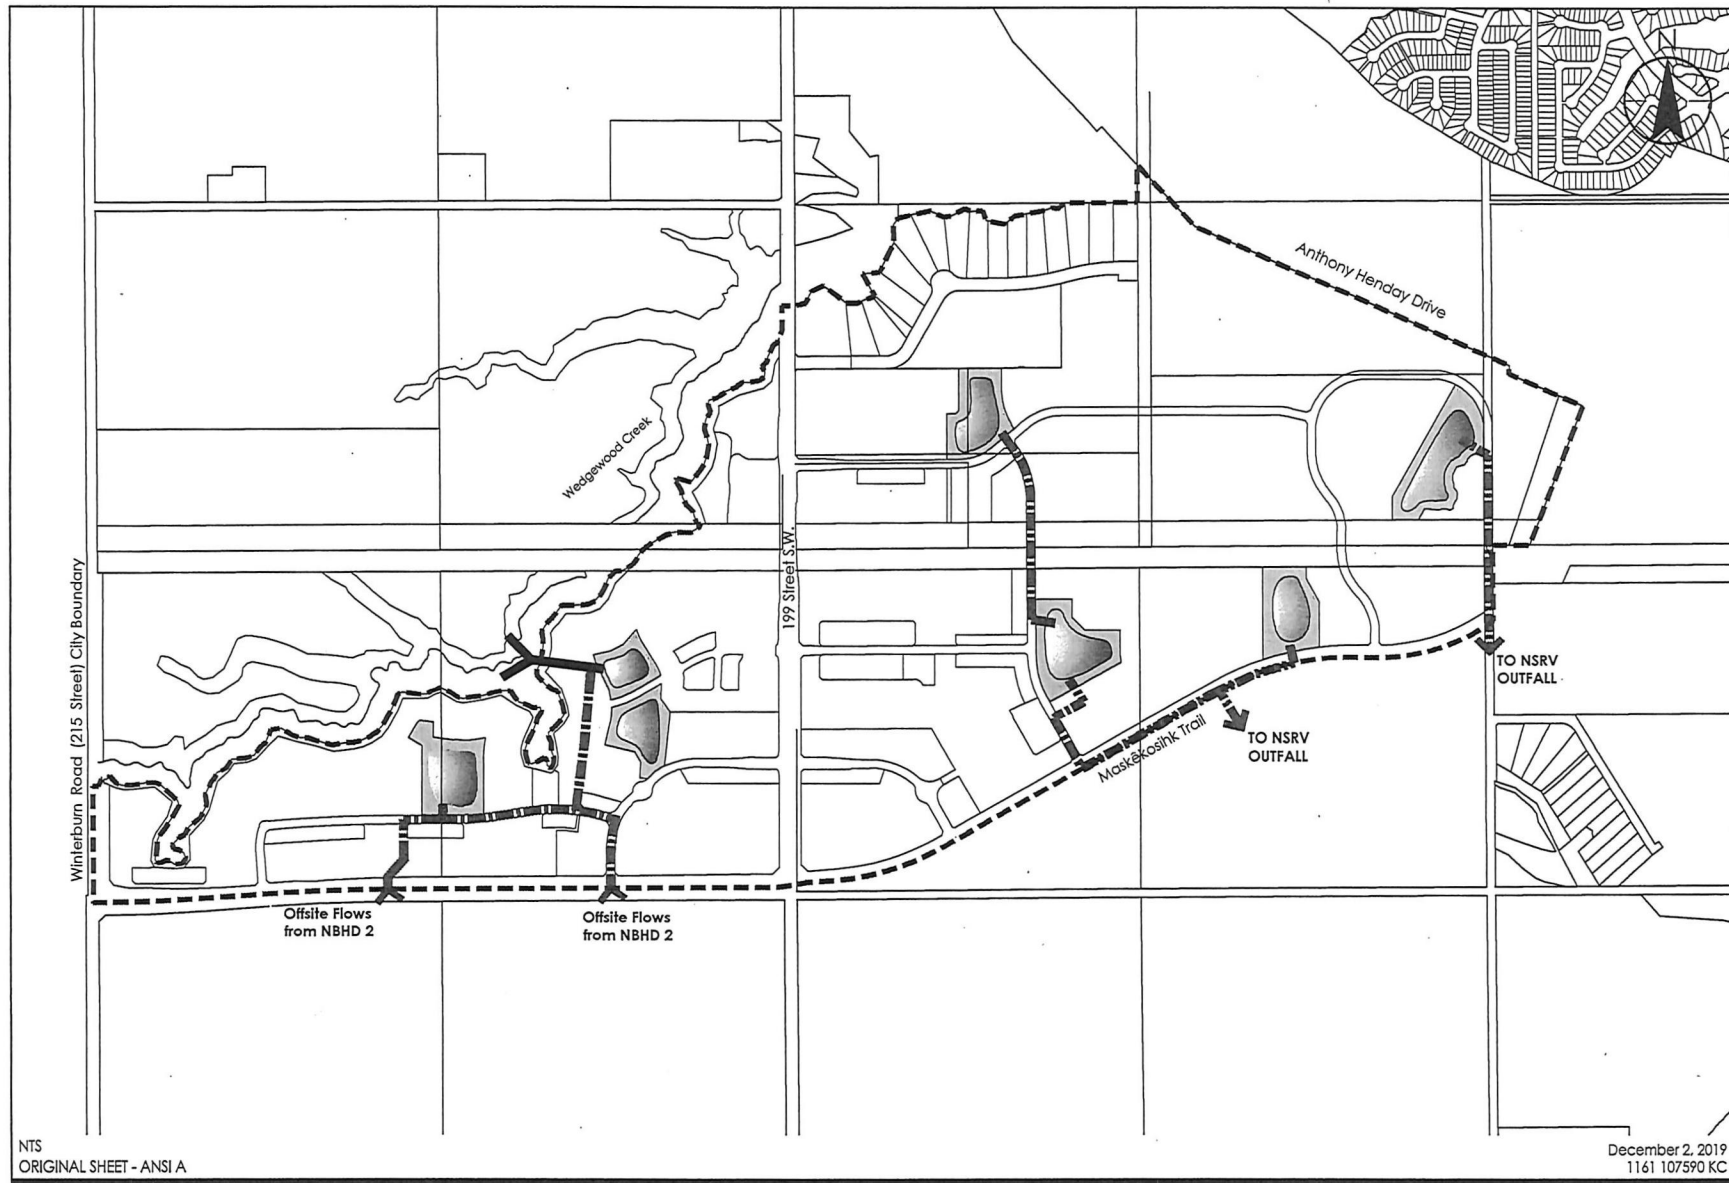 N
Anthony Henday Drive
Wedgewood Creek
199 Street S.W.
Winterburn Road (215 Street) City Boundary
TO NSRV
OUTFALL
TO NSRV
OUTFALL
Maskêkosihk Trail
Offsite Flows
from NBHD 2
Offsite Flows
from NBHD 2
NTS
ORIGINAL SHEET - ANSI A
December 2, 2019
1161 107590 KC